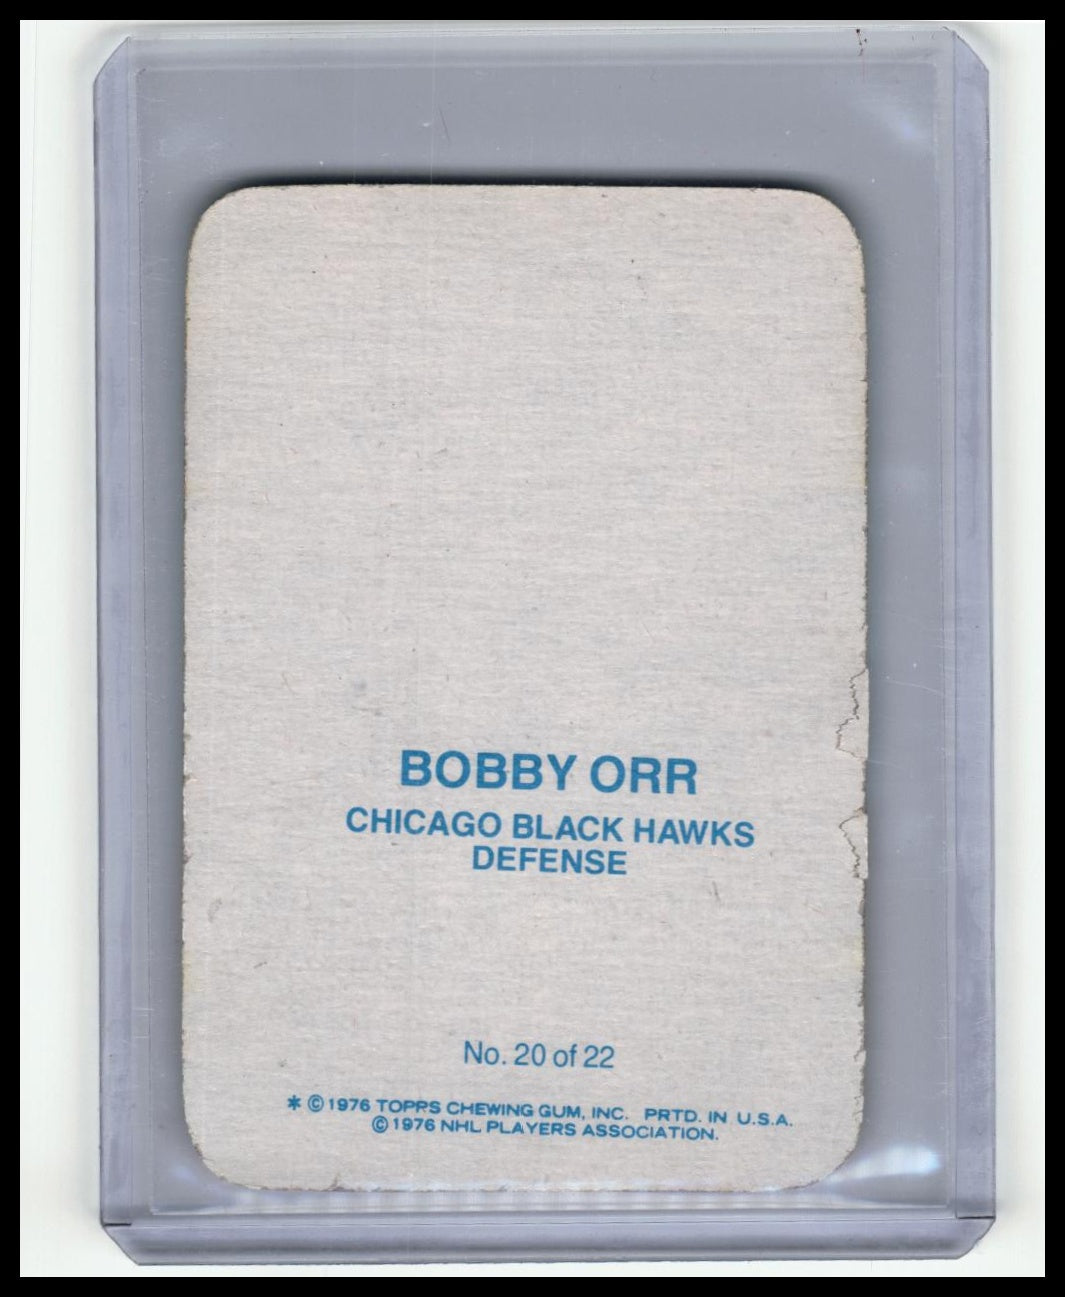 BOBBY ORR
CHICAGO BLACK HAWKS
DEFENSE
No. 20 of 22
* © 1976 TOPPS CHEWING GUM, INC. PRTD. IN U.S.A.
© 1976 NHL PLAYERS ASSOCIATION.